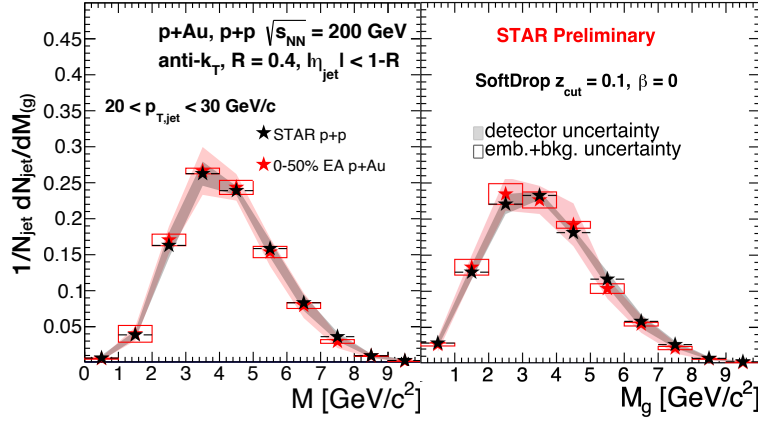 p+Au, p+p √s_NN = 200 GeV
anti-k_T, R = 0.4, |η_jet| < 1-R
20 < p_T,jet < 30 GeV/c
★ STAR p+p
★ 0-50% EA p+Au
1/N_jet dN_jet/dM_(g)
0.45
0.4
0.35
0.3
0.25
0.2
0.15
0.1
0.05
0 1 2 3 4 5 6 7 8 9
M [GeV/c²]
STAR Preliminary
SoftDrop z_cut = 0.1, β = 0
detector uncertainty
emb.+bkg. uncertainty
1 2 3 4 5 6 7 8 9
M_g [GeV/c²]